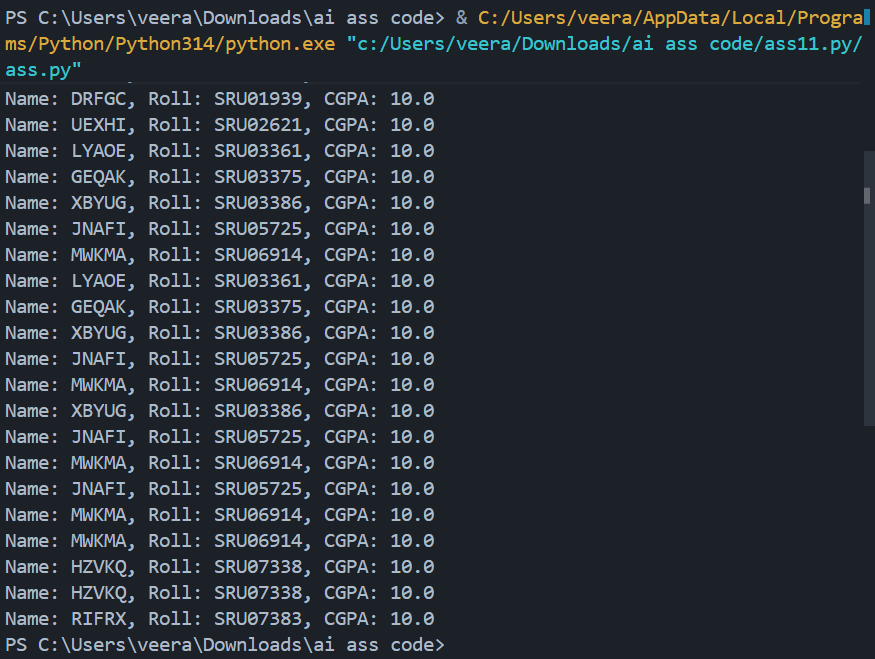 PS C:\Users\veera\Downloads\ai ass code> & C:/Users/veera/AppData/Local/Progra
ms/Python/Python314/python.exe "c:/Users/veera/Downloads/ai ass code/ass11.py/
ass.py"
Name: DRFGC, Roll: SRU01939, CGPA: 10.0
Name: UEXHI, Roll: SRU02621, CGPA: 10.0
Name: LYAOE, Roll: SRU03361, CGPA: 10.0
Name: GEQAK, Roll: SRU03375, CGPA: 10.0
Name: XBYUG, Roll: SRU03386, CGPA: 10.0
Name: JNAFI, Roll: SRU05725, CGPA: 10.0
Name: MWKMA, Roll: SRU06914, CGPA: 10.0
Name: LYAOE, Roll: SRU03361, CGPA: 10.0
Name: GEQAK, Roll: SRU03375, CGPA: 10.0
Name: XBYUG, Roll: SRU03386, CGPA: 10.0
Name: JNAFI, Roll: SRU05725, CGPA: 10.0
Name: MWKMA, Roll: SRU06914, CGPA: 10.0
Name: XBYUG, Roll: SRU03386, CGPA: 10.0
Name: JNAFI, Roll: SRU05725, CGPA: 10.0
Name: MWKMA, Roll: SRU06914, CGPA: 10.0
Name: JNAFI, Roll: SRU05725, CGPA: 10.0
Name: MWKMA, Roll: SRU06914, CGPA: 10.0
Name: MWKMA, Roll: SRU06914, CGPA: 10.0
Name: HZVKQ, Roll: SRU07338, CGPA: 10.0
Name: HZVKQ, Roll: SRU07338, CGPA: 10.0
Name: RIFRX, Roll: SRU07383, CGPA: 10.0
PS C:\Users\veera\Downloads\ai ass code>